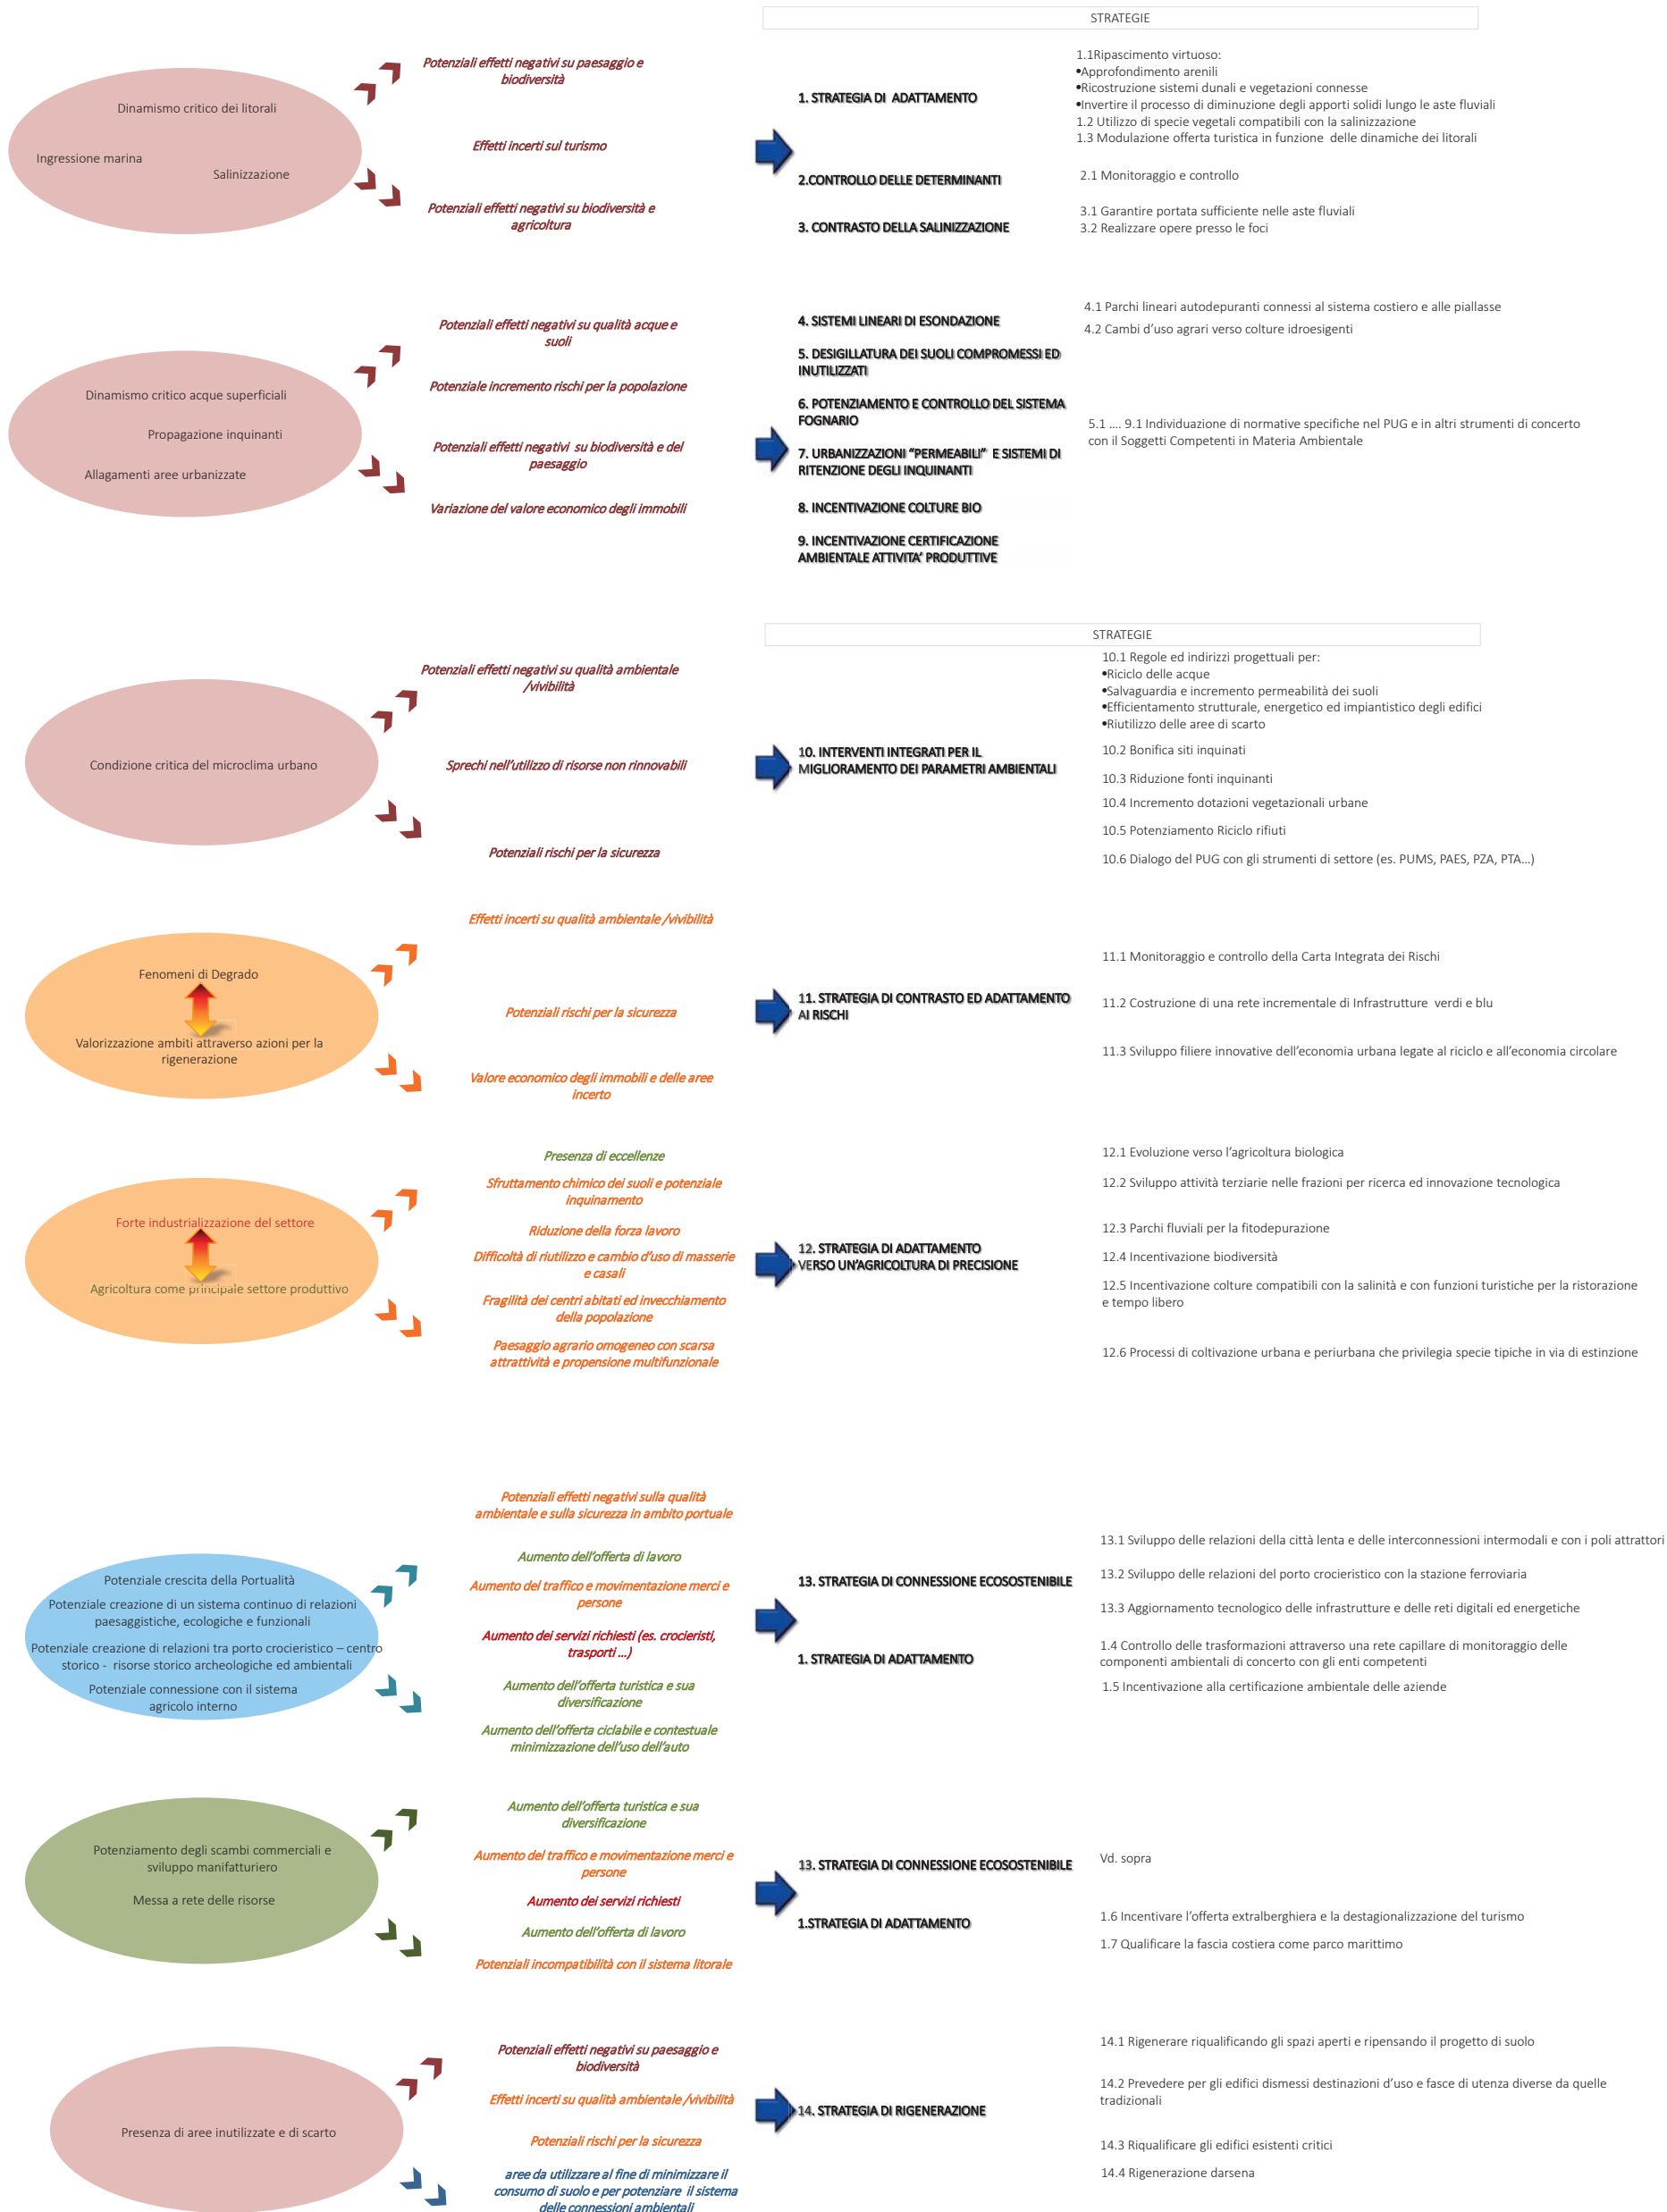 STRATEGIE
Dinamismo critico dei litorali
Ingressione marina
Salinizzazione
Potenziali effetti negativi su paesaggio e
biodiversità
Effetti incerti sul turismo
Potenziali effetti negativi su biodiversità e
agricoltura
1. STRATEGIA DI ADATTAMENTO
2.CONTROLLO DELLE DETERMINANTI
3. CONTRASTO DELLA SALINIZZAZIONE
1.1Ripascimento virtuoso:
•Approfondimento arenili
•Ricostruzione sistemi dunali e vegetazioni connesse
•Invertire il processo di diminuzione degli apporti solidi lungo le aste fluviali
1.2 Utilizzo di specie vegetali compatibili con la salinizzazione
1.3 Modulazione offerta turistica in funzione delle dinamiche dei litorali
2.1 Monitoraggio e controllo
3.1 Garantire portata sufficiente nelle aste fluviali
3.2 Realizzare opere presso le foci
Dinamismo critico acque superficiali
Propagazione inquinanti
Allagamenti aree urbanizzate
Potenziali effetti negativi su qualità acque e
suoli
Potenziale incremento rischi per la popolazione
Potenziali effetti negativi su biodiversità e del
paesaggio
Variazione del valore economico degli immobili
4. SISTEMI LINEARI DI ESONDAZIONE
5. DESIGILLATURA DEI SUOLI COMPROMESSI ED
INUTILIZZATI
6. POTENZIAMENTO E CONTROLLO DEL SISTEMA
FOGNARIO
7. URBANIZZAZIONI “PERMEABILI” E SISTEMI DI
RITENZIONE DEGLI INQUINANTI
8. INCENTIVAZIONE COLTURE BIO
9. INCENTIVAZIONE CERTIFICAZIONE
AMBIENTALE ATTIVITA’ PRODUTTIVE
4.1 Parchi lineari autodepuranti connessi al sistema costiero e alle piallasse
4.2 Cambi d’uso agrari verso colture idroesigenti
5.1 .... 9.1 Individuazione di normative specifiche nel PUG e in altri strumenti di concerto
con il Soggetti Competenti in Materia Ambientale
STRATEGIE
Condizione critica del microclima urbano
Potenziali effetti negativi su qualità ambientale
/vivibilità
Sprechi nell’utilizzo di risorse non rinnovabili
Potenziali rischi per la sicurezza
10. INTERVENTI INTEGRATI PER IL
MIGLIORAMENTO DEI PARAMETRI AMBIENTALI
10.1 Regole ed indirizzi progettuali per:
•Riciclo delle acque
•Salvaguardia e incremento permeabilità dei suoli
•Efficientamento strutturale, energetico ed impiantistico degli edifici
•Riutilizzo delle aree di scarto
10.2 Bonifica siti inquinati
10.3 Riduzione fonti inquinanti
10.4 Incremento dotazioni vegetazionali urbane
10.5 Potenziamento Riciclo rifiuti
10.6 Dialogo del PUG con gli strumenti di settore (es. PUMS, PAES, PZA, PTA…)
Fenomeni di Degrado
Valorizzazione ambiti attraverso azioni per la
rigenerazione
Effetti incerti su qualità ambientale /vivibilità
Potenziali rischi per la sicurezza
Valore economico degli immobili e delle aree
incerto
11. STRATEGIA DI CONTRASTO ED ADATTAMENTO
AI RISCHI
11.1 Monitoraggio e controllo della Carta Integrata dei Rischi
11.2 Costruzione di una rete incrementale di Infrastrutture verdi e blu
11.3 Sviluppo filiere innovative dell’economia urbana legate al riciclo e all’economia circolare
Forte industrializzazione del settore
Agricoltura come principale settore produttivo
Presenza di eccellenze
Sfruttamento chimico dei suoli e potenziale
inquinamento
Riduzione della forza lavoro
Difficoltà di riutilizzo e cambio d’uso di masserie
e casali
Fragilità dei centri abitati ed invecchiamento
della popolazione
Paesaggio agrario omogeneo con scarsa
attrattività e propensione multifunzionale
12. STRATEGIA DI ADATTAMENTO
VERSO UN’AGRICOLTURA DI PRECISIONE
12.1 Evoluzione verso l’agricoltura biologica
12.2 Sviluppo attività terziarie nelle frazioni per ricerca ed innovazione tecnologica
12.3 Parchi fluviali per la fitodepurazione
12.4 Incentivazione biodiversità
12.5 Incentivazione colture compatibili con la salinità e con funzioni turistiche per la ristorazione
e tempo libero
12.6 Processi di coltivazione urbana e periurbana che privilegia specie tipiche in via di estinzione
Potenziale crescita della Portualità
Potenziale creazione di un sistema continuo di relazioni
paesaggistiche, ecologiche e funzionali
Potenziale creazione di relazioni tra porto crocieristico – centro
storico - risorse storico archeologiche ed ambientali
Potenziale connessione con il sistema
agricolo interno
Potenziali effetti negativi sulla qualità
ambientale e sulla sicurezza in ambito portuale
Aumento dell’offerta di lavoro
Aumento del traffico e movimentazione merci e
persone
Aumento dei servizi richiesti (es. crocieristi,
trasporti …)
Aumento dell’offerta turistica e sua
diversificazione
Aumento dell’offerta ciclabile e contestuale
minimizzazione dell’uso dell’auto
13. STRATEGIA DI CONNESSIONE ECOSOSTENIBILE
1. STRATEGIA DI ADATTAMENTO
13.1 Sviluppo delle relazioni della città lenta e delle interconnessioni intermodali e con i poli attrattori
13.2 Sviluppo delle relazioni del porto crocieristico con la stazione ferroviaria
13.3 Aggiornamento tecnologico delle infrastrutture e delle reti digitali ed energetiche
1.4 Controllo delle trasformazioni attraverso una rete capillare di monitoraggio delle
componenti ambientali di concerto con gli enti competenti
1.5 Incentivazione alla certificazione ambientale delle aziende
Potenziamento degli scambi commerciali e
sviluppo manifatturiero
Messa a rete delle risorse
Aumento dell’offerta turistica e sua
diversificazione
Aumento del traffico e movimentazione merci e
persone
Aumento dei servizi richiesti
Aumento dell’offerta di lavoro
Potenziali incompatibilità con il sistema litorale
13. STRATEGIA DI CONNESSIONE ECOSOSTENIBILE
1.STRATEGIA DI ADATTAMENTO
Vd. sopra
1.6 Incentivare l’offerta extralberghiera e la destagionalizzazione del turismo
1.7 Qualificare la fascia costiera come parco marittimo
Presenza di aree inutilizzate e di scarto
Potenziali effetti negativi su paesaggio e
biodiversità
Effetti incerti su qualità ambientale /vivibilità
Potenziali rischi per la sicurezza
aree da utilizzare al fine di minimizzare il
consumo di suolo e per potenziare il sistema
delle connessioni ambientali
14. STRATEGIA DI RIGENERAZIONE
14.1 Rigenerare riqualificando gli spazi aperti e ripensando il progetto di suolo
14.2 Prevedere per gli edifici dismessi destinazioni d’uso e fasce di utenza diverse da quelle
tradizionali
14.3 Riqualificare gli edifici esistenti critici
14.4 Rigenerazione darsena